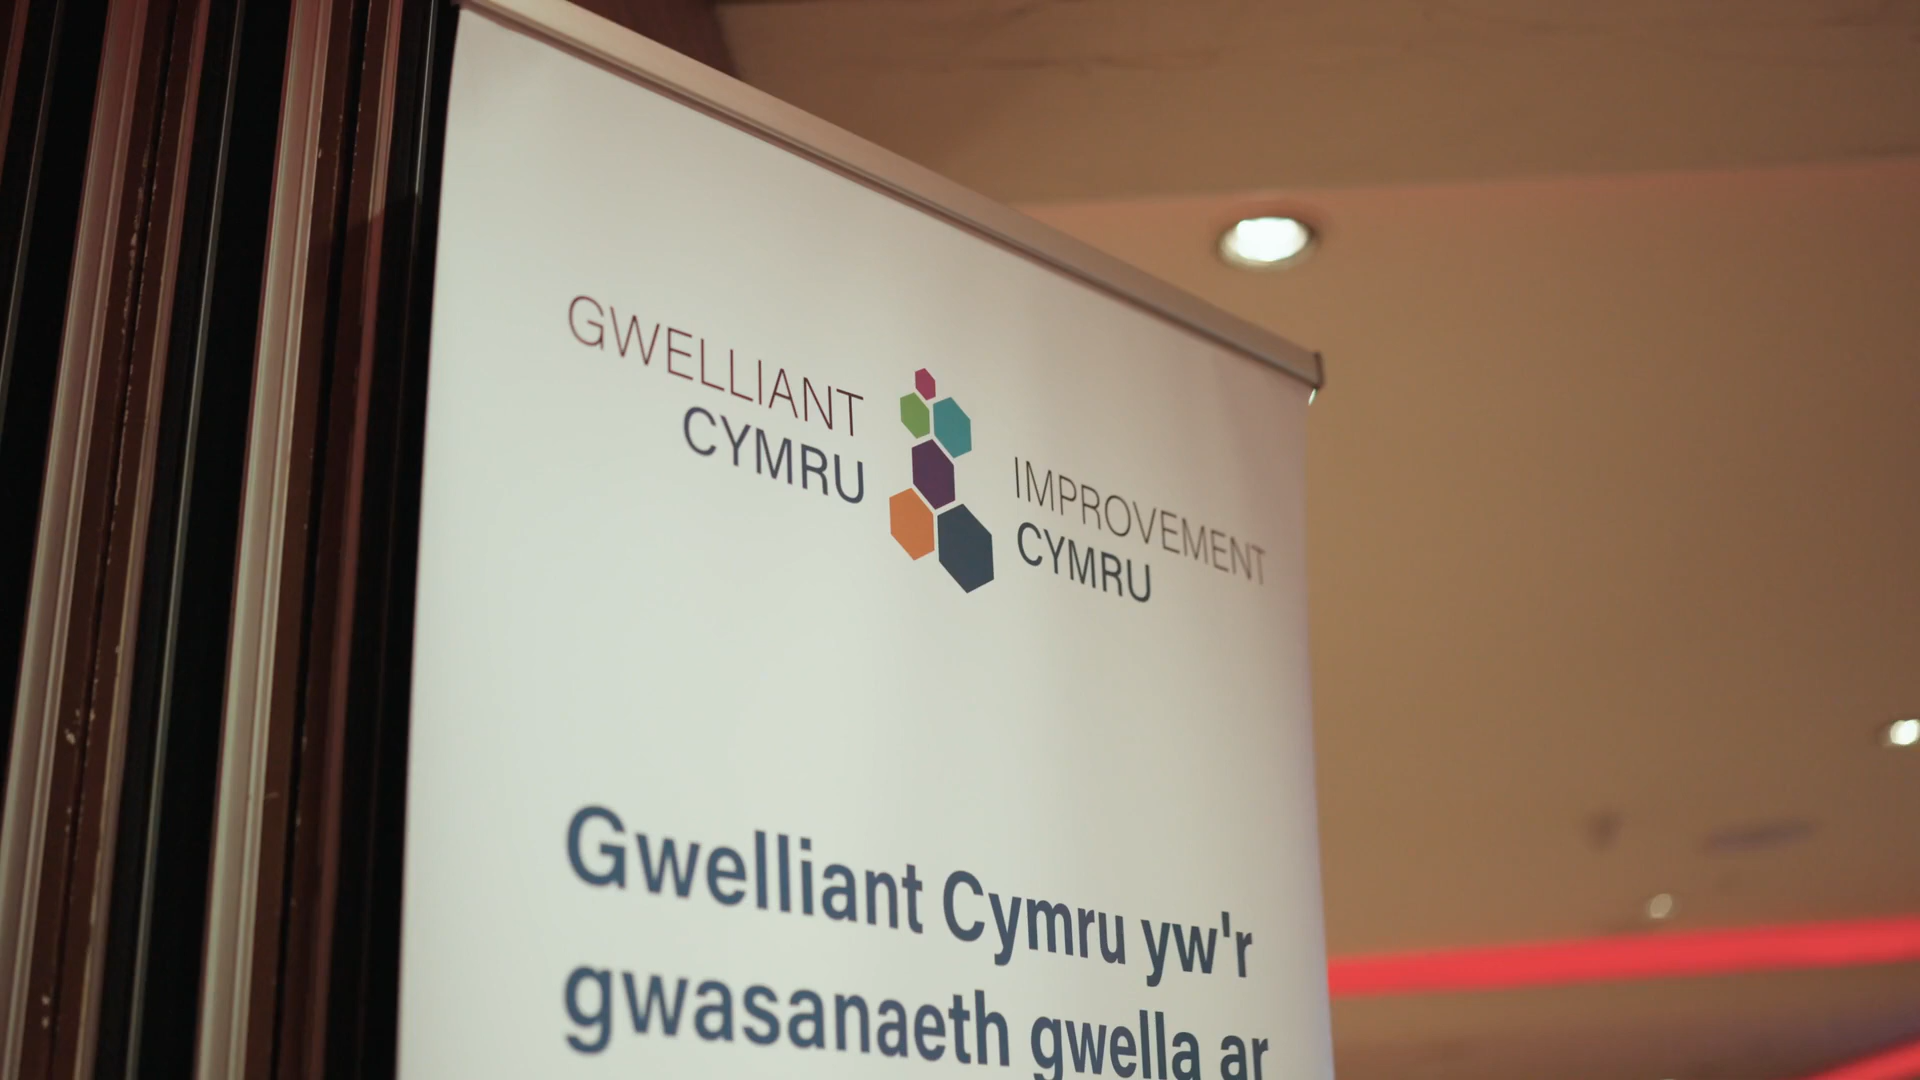 GWELLIANT
CYMRU
IMPROVEMENT
CYMRU
Gwelliant Cymru yw'r
gwasanaeth gwella ar